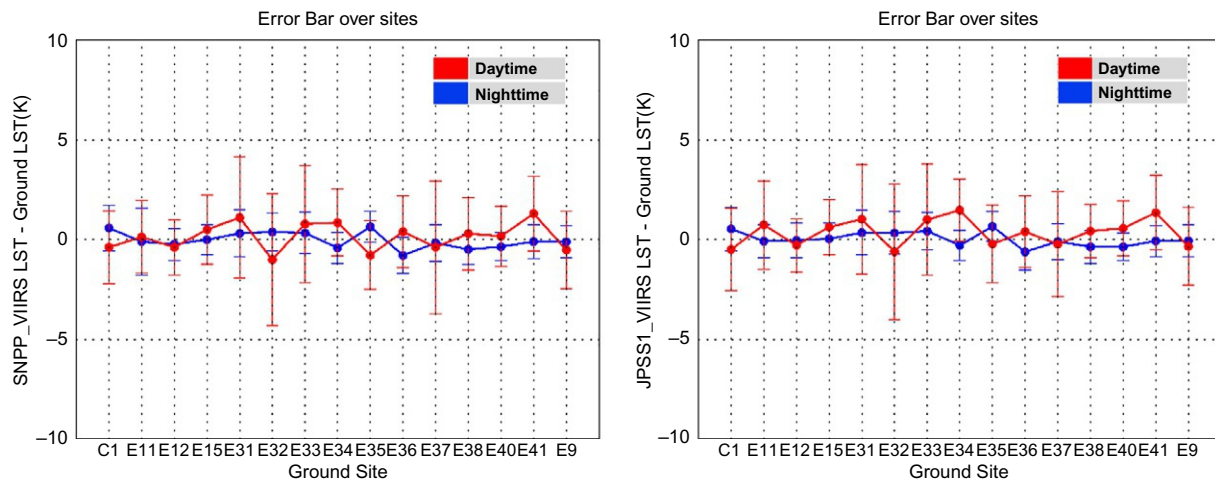 Error Bar over sites
10
5
0
–5
–10
SNPP_VIIRS LST - Ground LST(K)
Daytime
Nighttime
C1 E11 E12 E15 E31 E32 E33 E34 E35 E36 E37 E38 E40 E41 E9
Ground Site
Error Bar over sites
10
5
0
–5
–10
JPSS1_VIIRS LST - Ground LST(K)
Daytime
Nighttime
C1 E11 E12 E15 E31 E32 E33 E34 E35 E36 E37 E38 E40 E41 E9
Ground Site